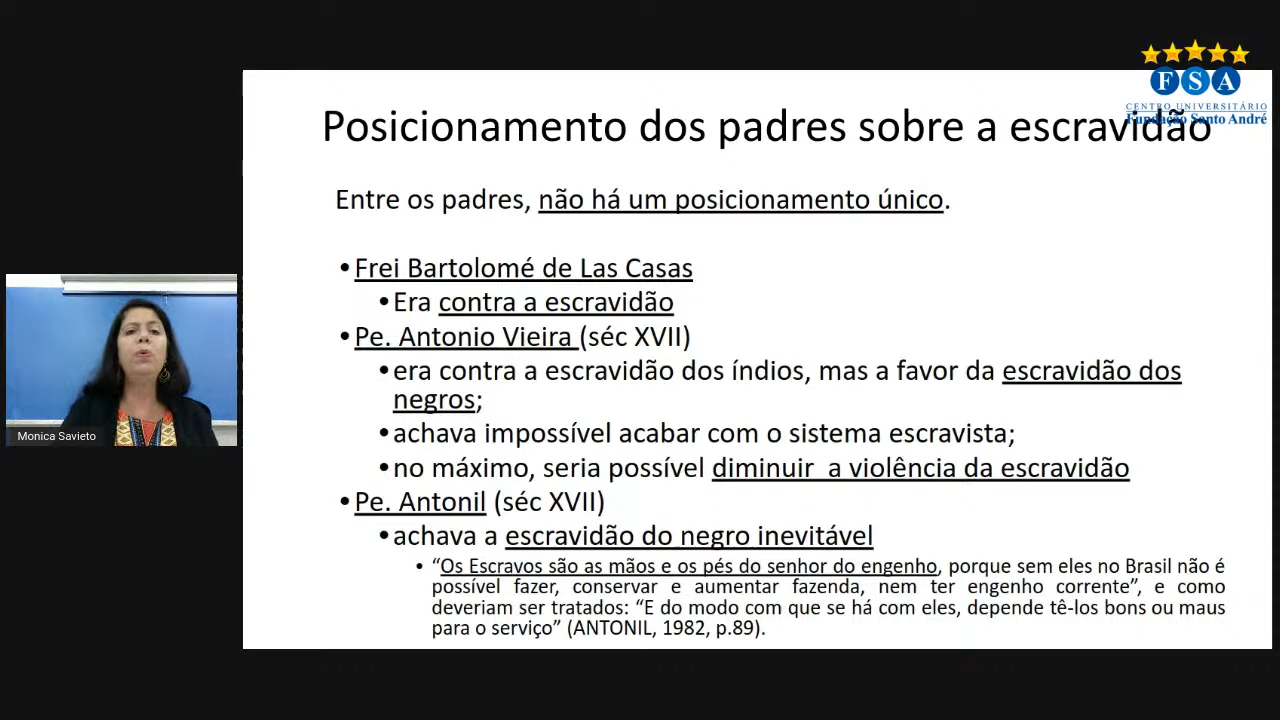 F S A
CENTRO UNIVERSITÁRIO
Fundação Santo André
Posicionamento dos padres sobre a escravidão
Entre os padres, não há um posicionamento único.
•Frei Bartolomé de Las Casas
•Era contra a escravidão
•Pe. Antonio Vieira (séc XVII)
•era contra a escravidão dos índios, mas a favor da escravidão dos
negros;
•achava impossível acabar com o sistema escravista;
•no máximo, seria possível diminuir  a violência da escravidão
•Pe. Antonil (séc XVII)
•achava a escravidão do negro inevitável
• “Os Escravos são as mãos e os pés do senhor do engenho, porque sem eles no Brasil não é
possível fazer, conservar e aumentar fazenda, nem ter engenho corrente”, e como
deveriam ser tratados: “E do modo com que se há com eles, depende tê-los bons ou maus
para o serviço” (ANTONIL, 1982, p.89).
Monica Savieto